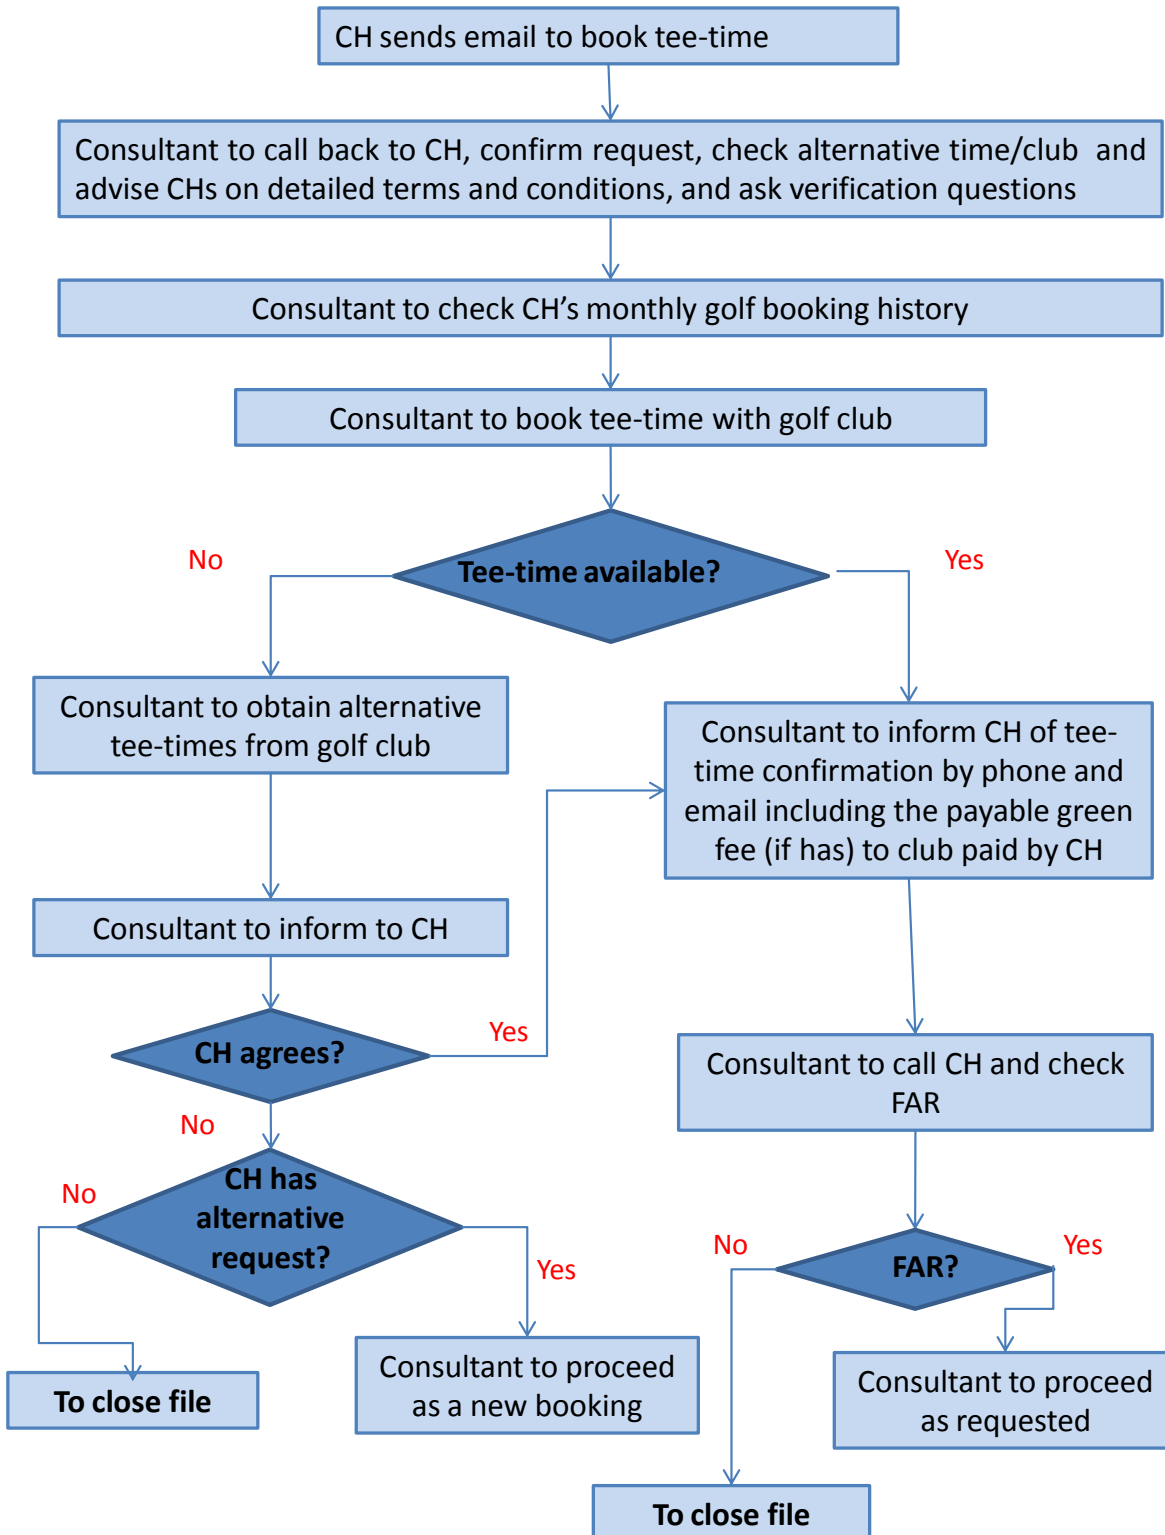 CH sends email to book tee-time
Consultant to call back to CH, confirm request, check alternative time/club and
advise CHs on detailed terms and conditions, and ask verification questions
Consultant to check CH's monthly golf booking history
Consultant to book tee-time with golf club
No
Tee-time available?
Yes
Consultant to obtain alternative
tee-times from golf club
Consultant to inform CH of tee-
time confirmation by phone and
email including the payable green
fee (if has) to club paid by CH
Consultant to inform to CH
CH agrees?
Yes
No
Consultant to call CH and check
FAR
No
CH has
alternative
request?
Yes
No
FAR?
Yes
To close file
Consultant to proceed
as a new booking
Consultant to proceed
as requested
To close file